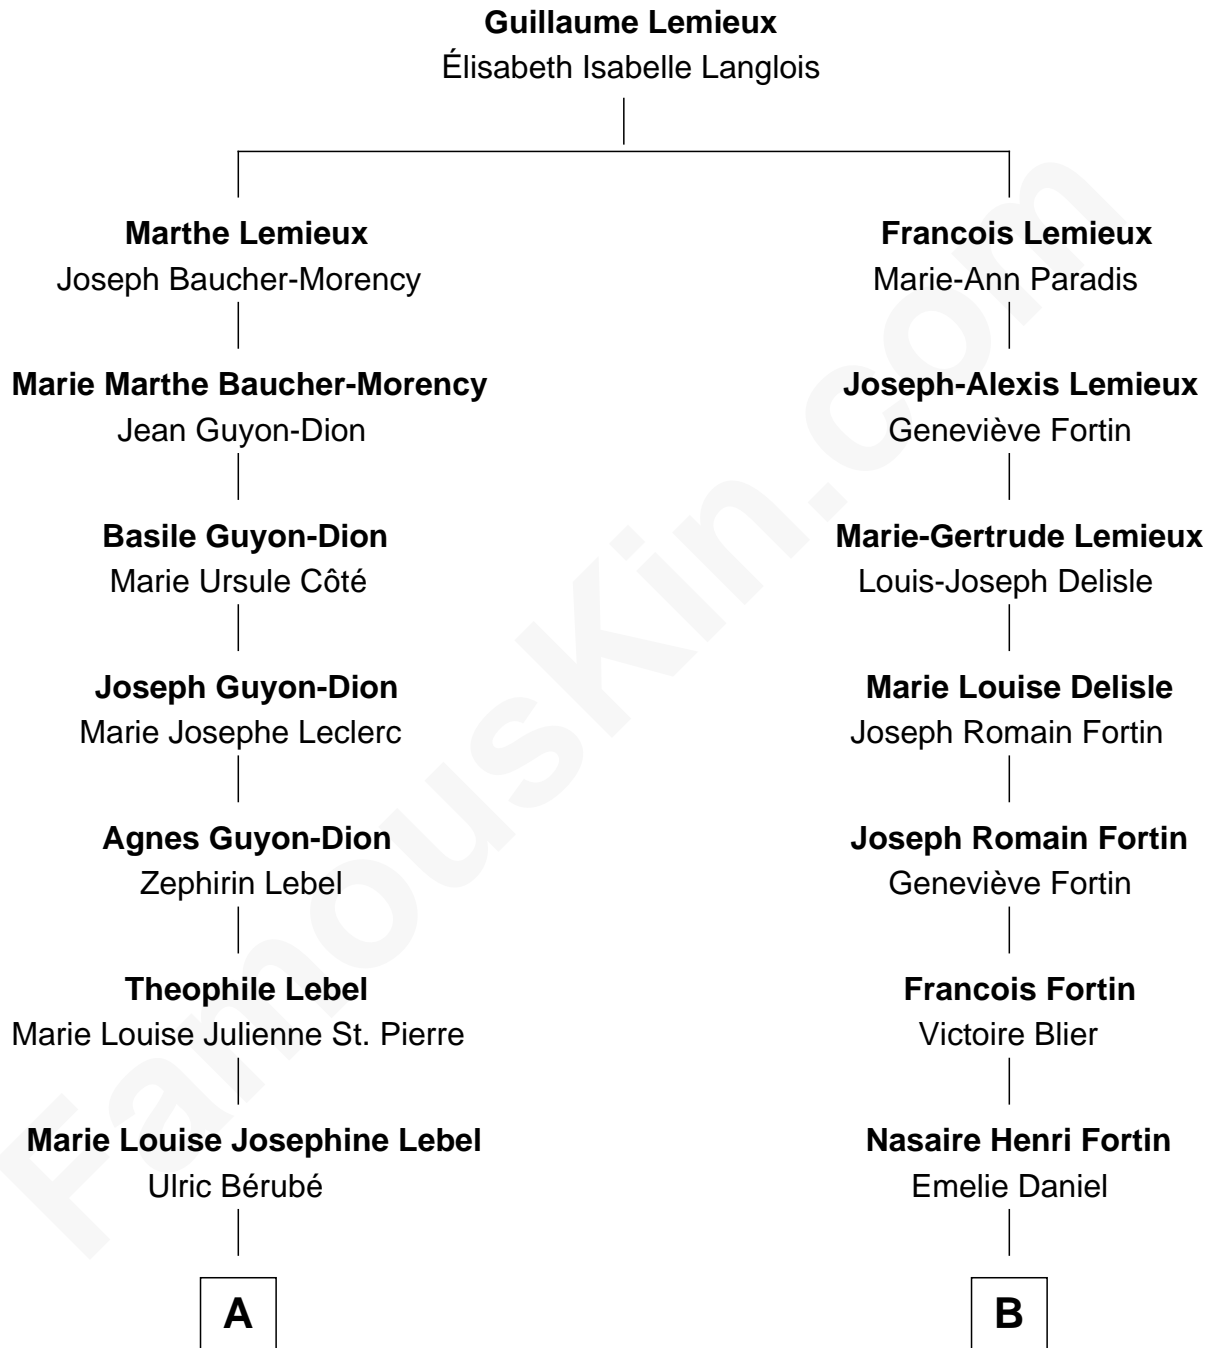 Guillaume Lemieux
Élisabeth Isabelle Langlois
Marthe Lemieux
Joseph Baucher-Morency
Marie Marthe Baucher-Morency
Jean Guyon-Dion
Basile Guyon-Dion
Marie Ursule Côté
Joseph Guyon-Dion
Marie Josephe Leclerc
Agnes Guyon-Dion
Zephirin Lebel
Theophile Lebel
Marie Louise Julienne St. Pierre
Marie Louise Josephine Lebel
Ulric Bérubé
A
Francois Lemieux
Marie-Ann Paradis
Joseph-Alexis Lemieux
Geneviève Fortin
Marie-Gertrude Lemieux
Louis-Joseph Delisle
Marie Louise Delisle
Joseph Romain Fortin
Joseph Romain Fortin
Geneviève Fortin
Francois Fortin
Victoire Blier
Nasaire Henri Fortin
Emelie Daniel
B
FamousKin.com